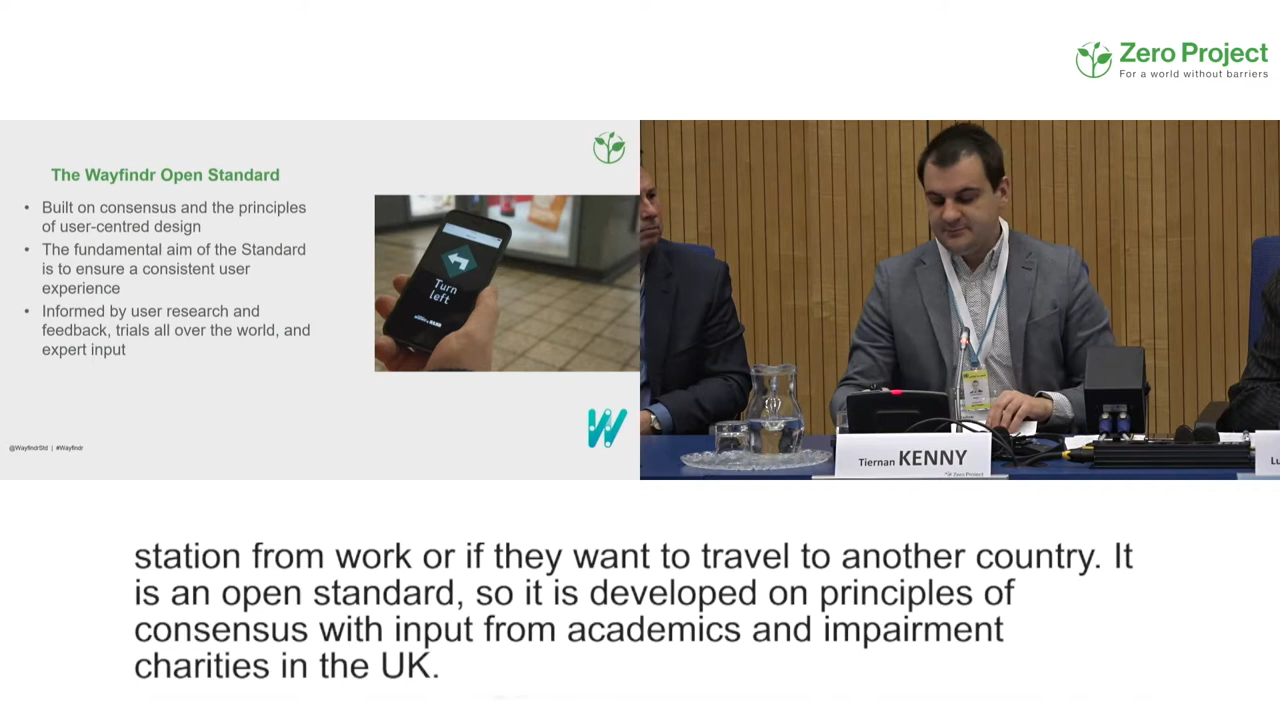 Zero Project
For a world without barriers
The Wayfindr Open Standard
• Built on consensus and the principles
of user-centred design
• The fundamental aim of the Standard
is to ensure a consistent user
experience
• Informed by user research and
feedback, trials all over the world, and
expert input
Turn
left
W
@WayfindrStd | #Wayfindr
Tiernan KENNY
Zero Project
Lu
station from work or if they want to travel to another country. It
is an open standard, so it is developed on principles of
consensus with input from academics and impairment
charities in the UK.